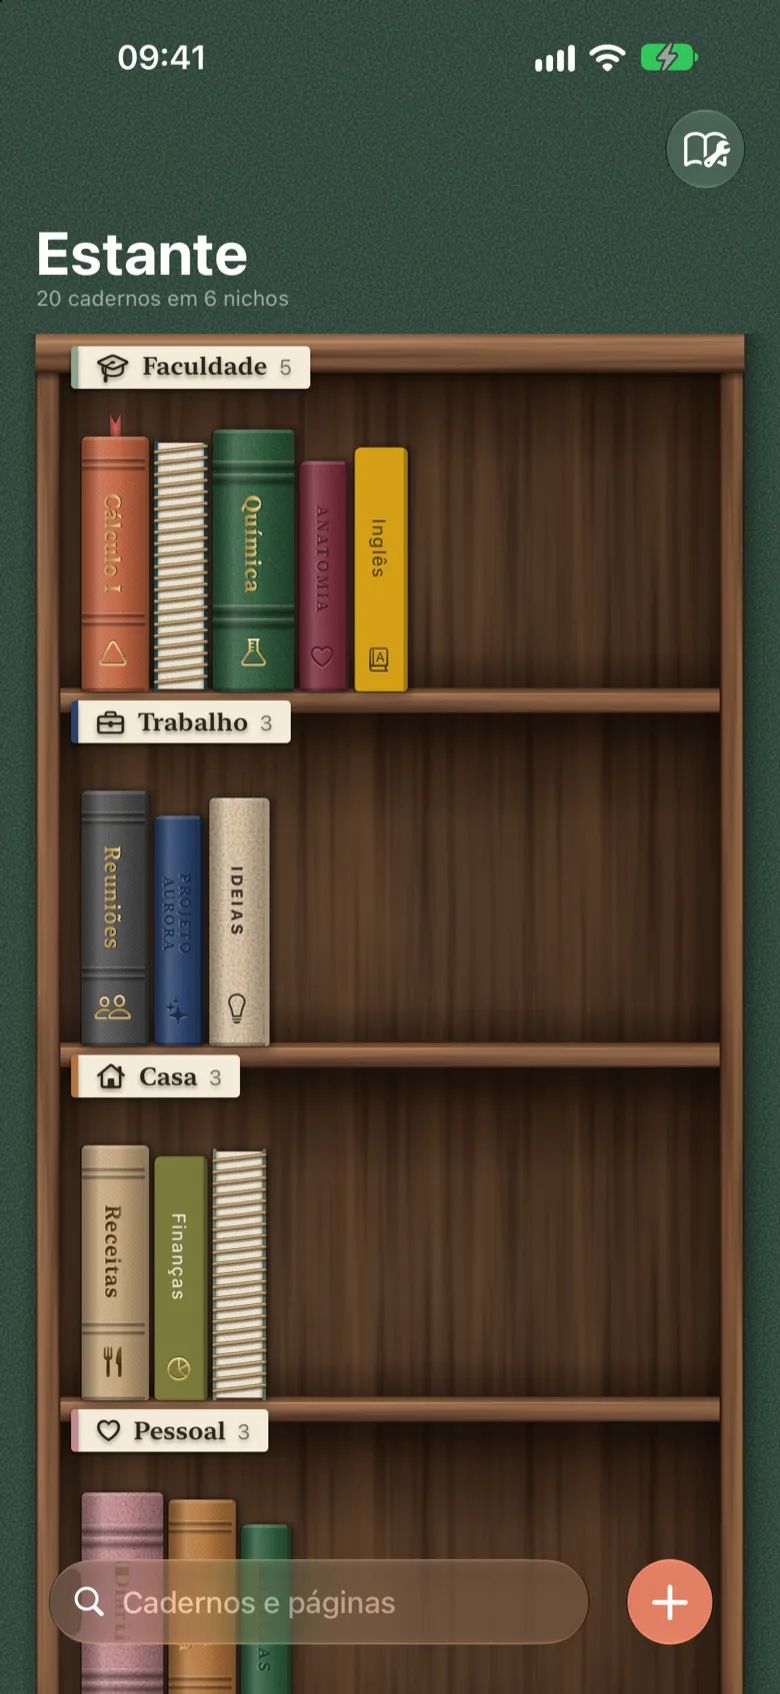 09:41
Estante
20 cadernos em 6 nichos
Faculdade 5
Cálculo I
Química
ANATOMIA
Inglês
A
Trabalho 3
Reuniões
PROJETO
AURORA
IDEIAS
Casa 3
Receitas
Finanças
Pessoal 3
Cadernos e páginas